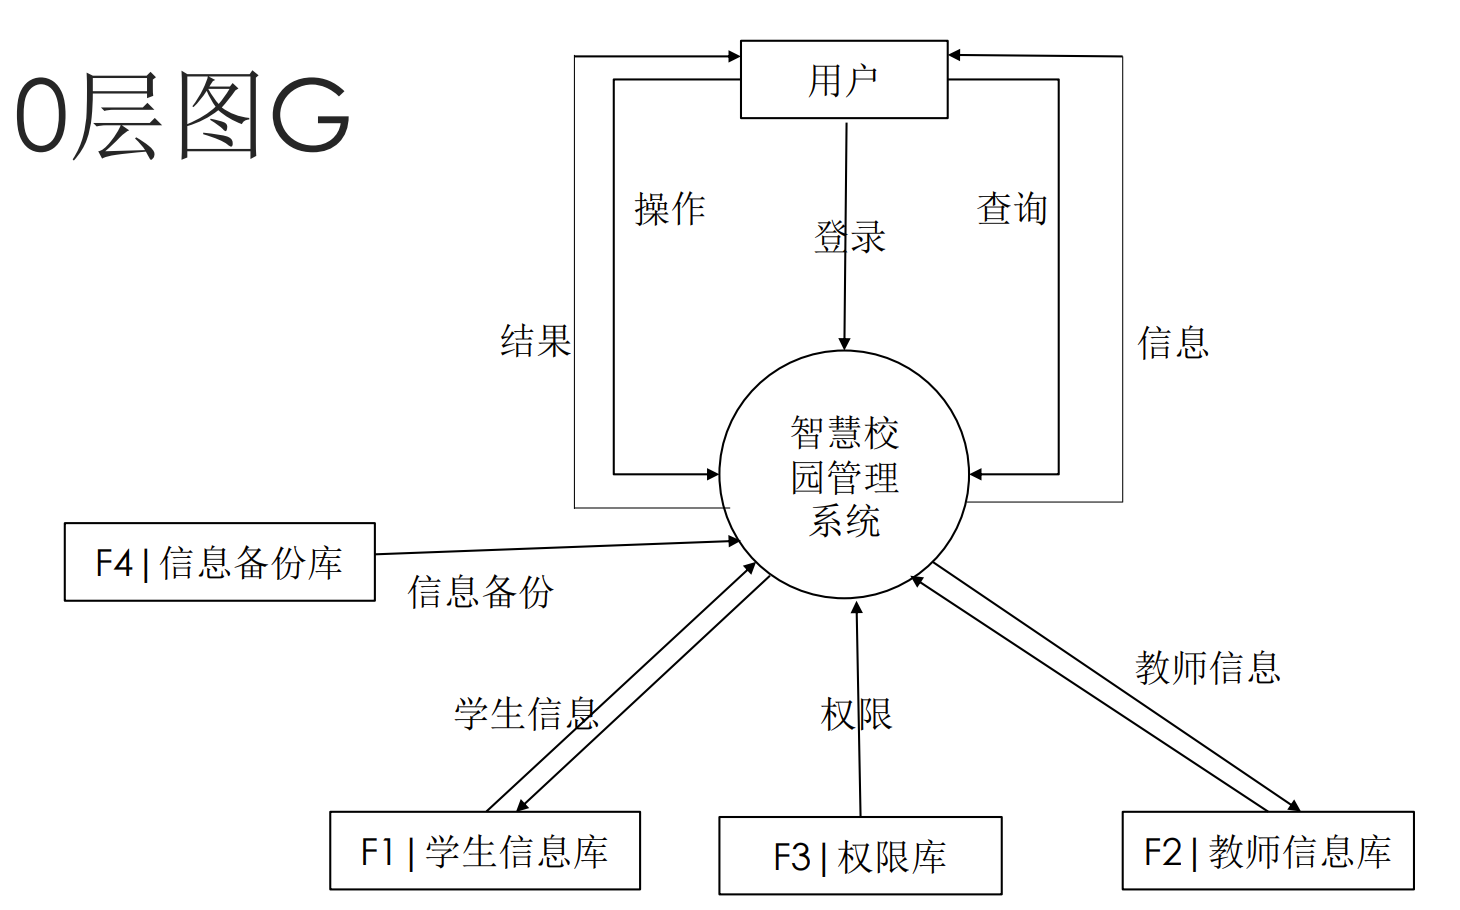 0层图G
用户
操作
登录
查询
结果
信息
智慧校
园管理
系统
F4|信息备份库
信息备份
教师信息
学生信息
权限
F1|学生信息库
F3|权限库
F2|教师信息库